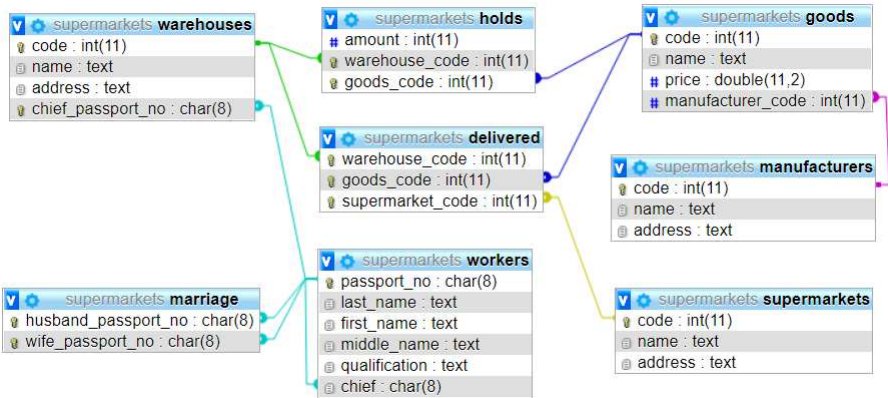 supermarkets warehouses
code : int(11)
name : text
address : text
chief_passport_no : char(8)
supermarkets holds
# amount : int(11)
warehouse_code : int(11)
goods_code : int(11)
supermarkets goods
code : int(11)
name : text
# price : double(11,2)
# manufacturer_code : int(11)
supermarkets delivered
warehouse_code : int(11)
goods_code : int(11)
supermarket_code : int(11)
supermarkets manufacturers
code : int(11)
name : text
address : text
supermarkets marriage
husband_passport_no : char(8)
wife_passport_no : char(8)
supermarkets workers
passport_no : char(8)
last_name : text
first_name : text
middle_name : text
qualification : text
chief : char(8)
supermarkets supermarkets
code : int(11)
name : text
address : text